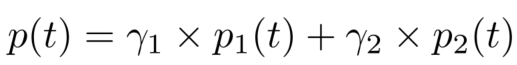 p(t) = γ₁ × p₁(t) + γ₂ × p₂(t)